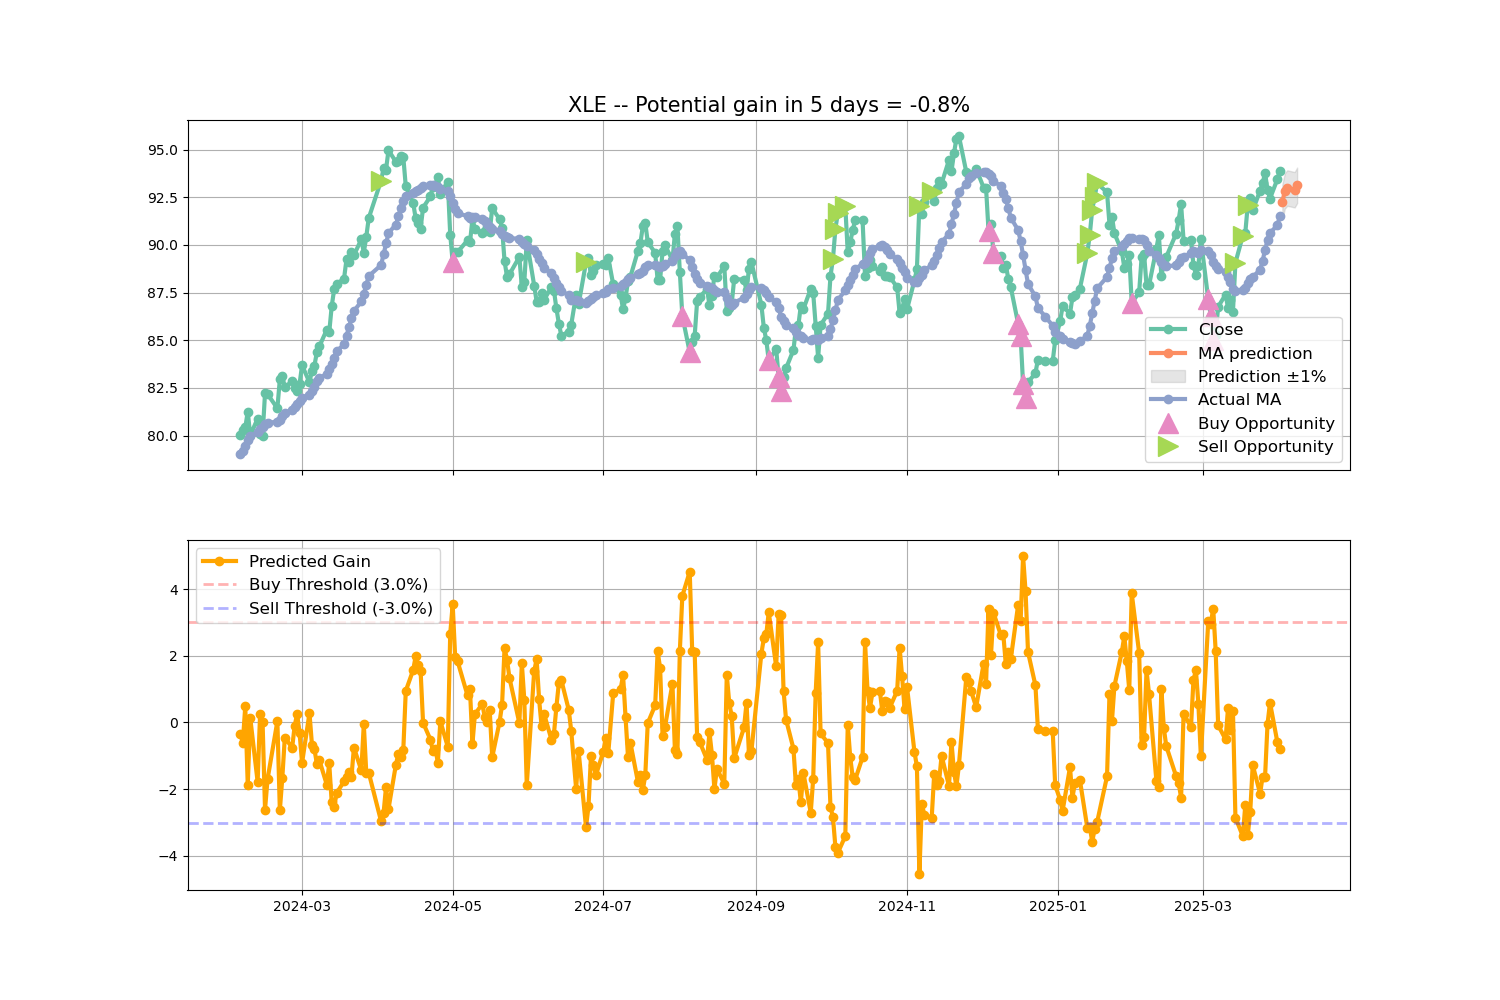 XLE -- Potential gain in 5 days = -0.8%
95.0
92.5
90.0
87.5
85.0
82.5
80.0
Close
MA prediction
Prediction ±1%
Actual MA
Buy Opportunity
Sell Opportunity
Predicted Gain
Buy Threshold (3.0%)
Sell Threshold (-3.0%)
4
2
0
−2
−4
2024-03 2024-05 2024-07 2024-09 2024-11 2025-01 2025-03